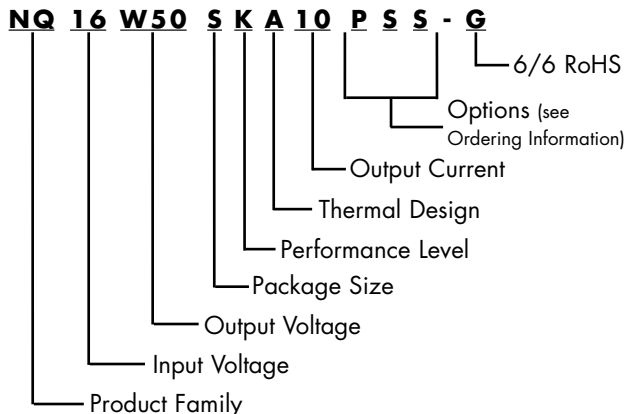 NQ 16 W50 S K A 10 P S S - G
6/6 RoHS
Options (see
Ordering Information)
Output Current
Thermal Design
Performance Level
Package Size
Output Voltage
Input Voltage
Product Family